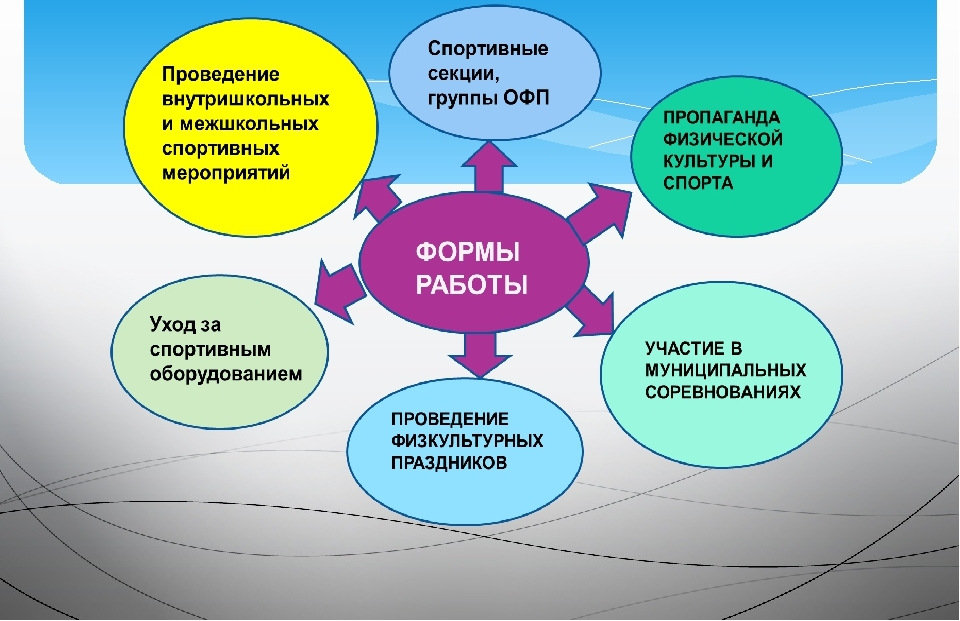 Спортивные
секции,
группы ОФП
Проведение
внутришкольных
и межшкольных
спортивных
мероприятий
ПРОПАГАНДА
ФИЗИЧЕСКОЙ
КУЛЬТУРЫ И
СПОРТА
ФОРМЫ
РАБОТЫ
Уход за
спортивным
оборудованием
УЧАСТИЕ В
МУНИЦИПАЛЬНЫХ
СОРЕВНОВАНИЯХ
ПРОВЕДЕНИЕ
ФИЗКУЛЬТУРНЫХ
ПРАЗДНИКОВ